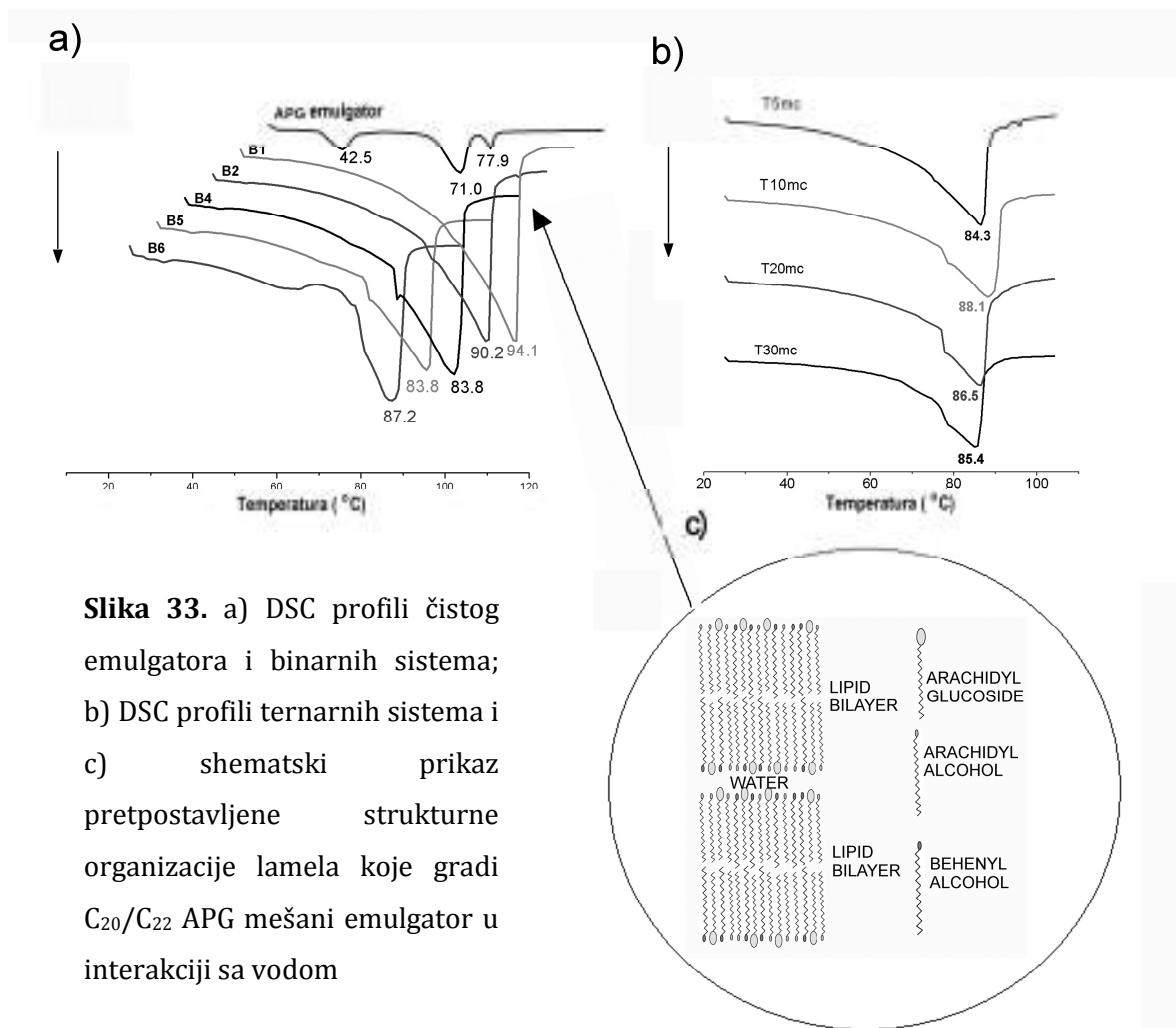 a)
APG emulgator
B1
B2
B4
B5
B6
42.5
71.0
77.9
90.2
94.1
83.8
83.8
87.2
20 40 60 80 100 120
Temperatura (°C)
b)
T5mc
84.3
T10mc
88.1
T20mc
86.5
T30mc
85.4
20 40 60 80 100
Temperatura (°C)
c)
LIPID
BILAYER
WATER
LIPID
BILAYER
ARACHIDYL
GLUCOSIDE
ARACHIDYL
ALCOHOL
BEHENYL
ALCOHOL
Slika 33. a) DSC profili čistog
emulgatora i binarnih sistema;
b) DSC profili ternarnih sistema i
c) shematski prikaz
pretpostavljene strukturne
organizacije lamela koje gradi
C₂₀/C₂₂ APG mešani emulgator u
interakciji sa vodom